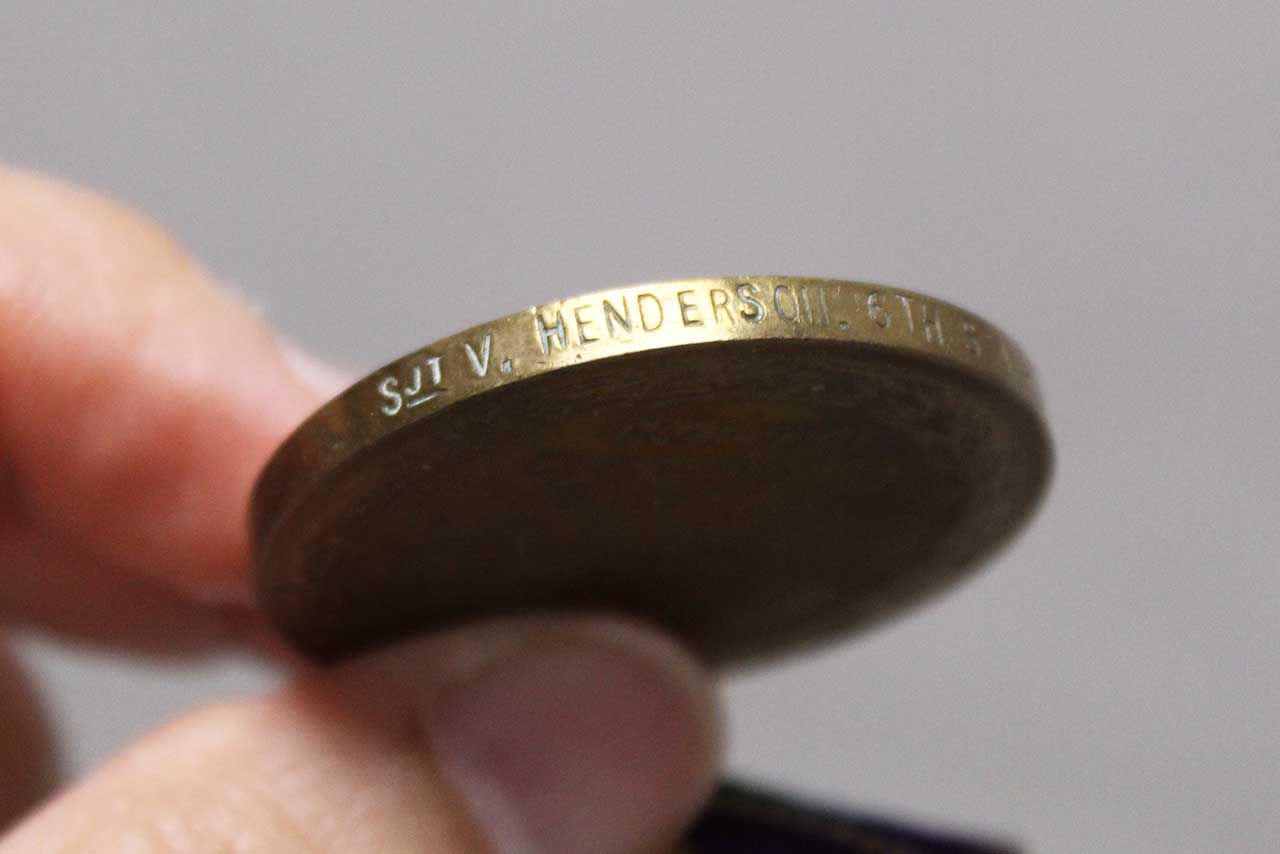 SJT V. HENDERSON. 6TH S A